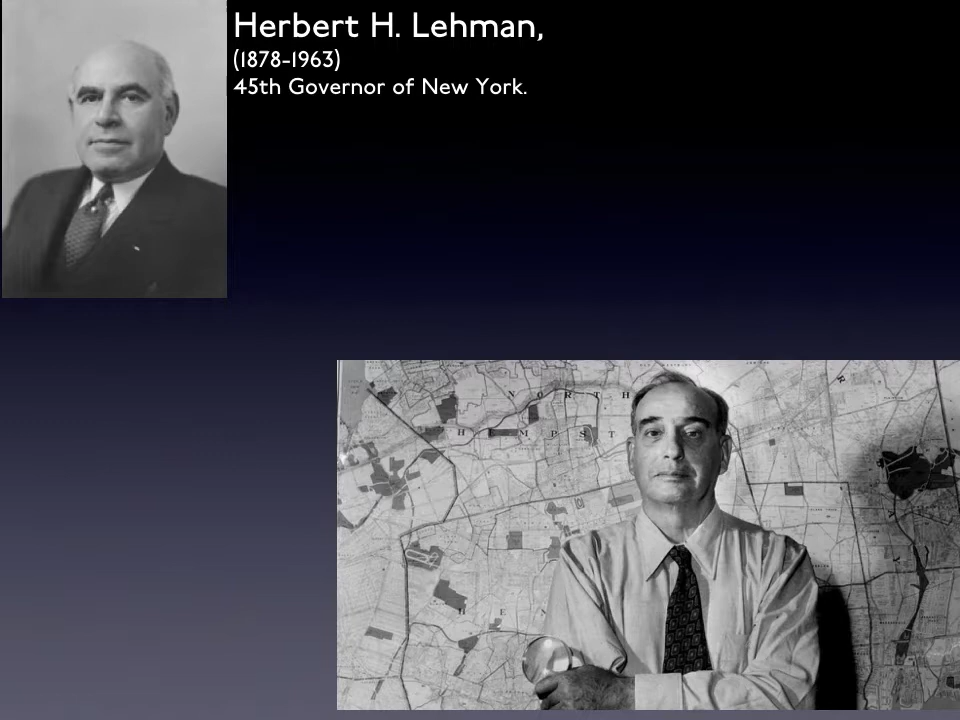 Herbert H. Lehman,
(1878-1963)
45th Governor of New York.
N O R T H
H E M P S T
H E N